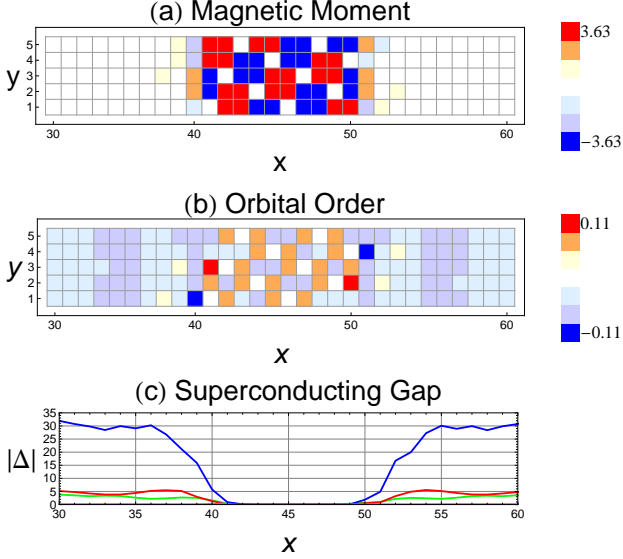 (a) Magnetic Moment
y
5
4
3
2
1
30 40 50 60
x
3.63
−3.63
(b) Orbital Order
y
5
4
3
2
1
30 40 50 60
x
0.11
−0.11
(c) Superconducting Gap
|Δ|
35
30
25
20
15
10
5
0
30 35 40 45 50 55 60
x